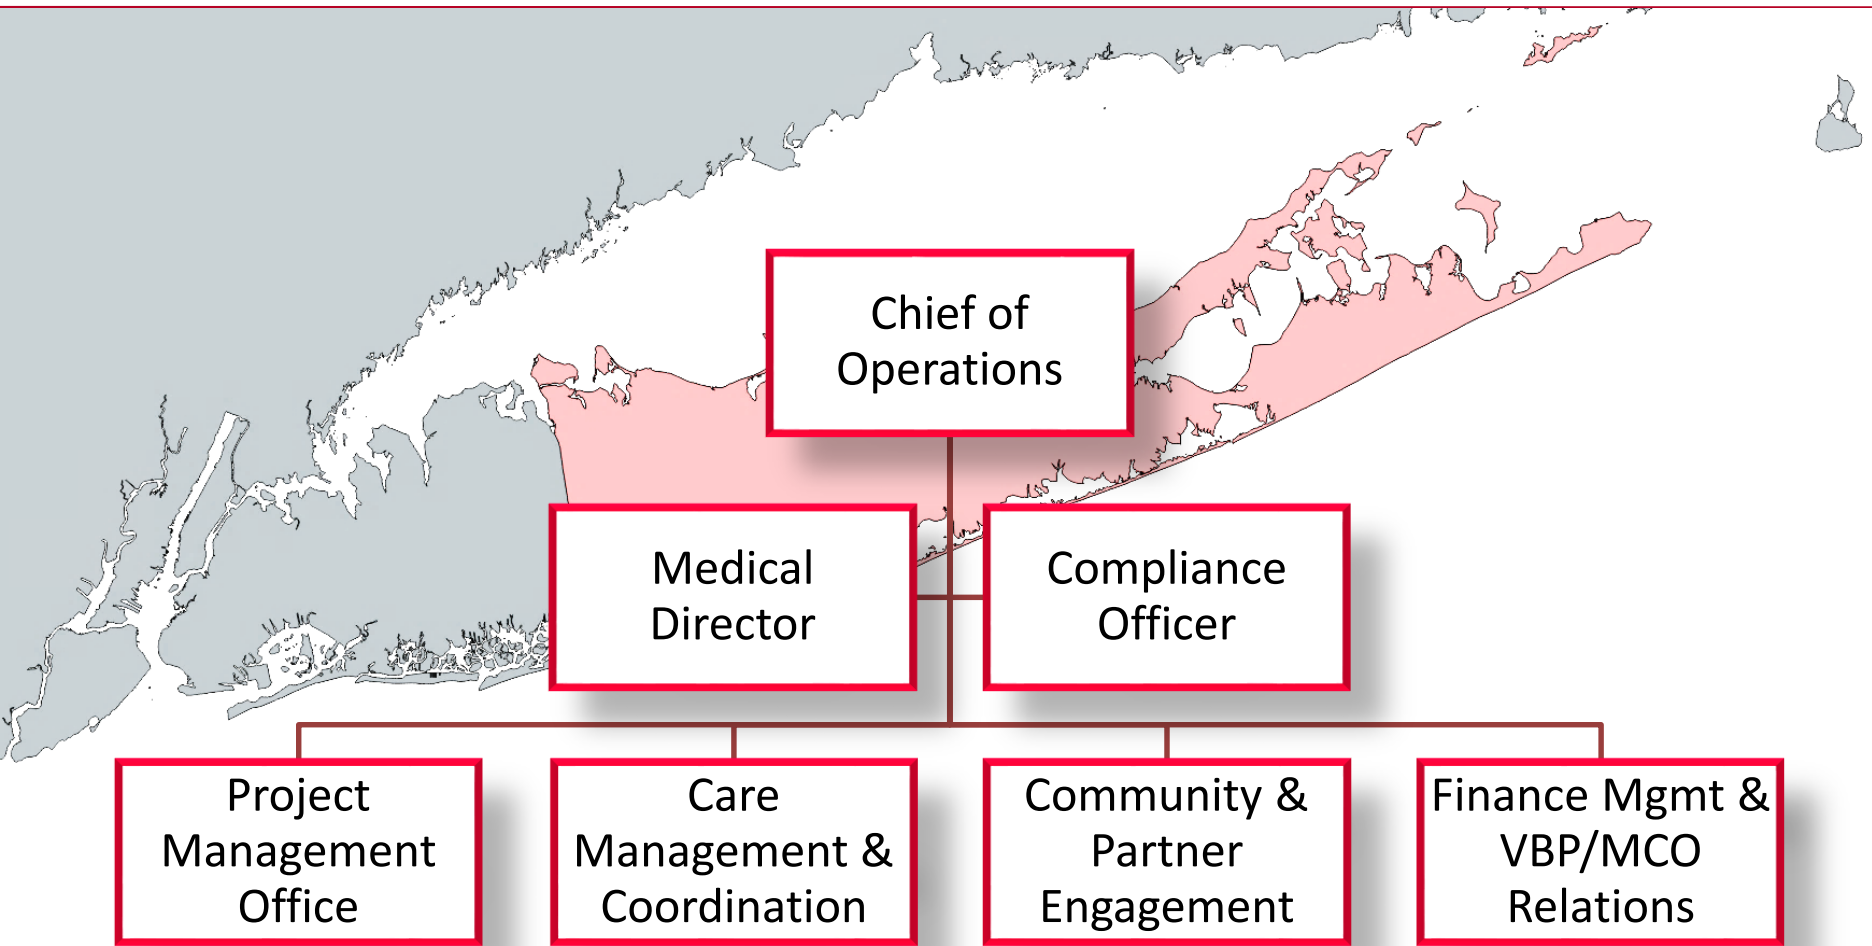 Chief of
Operations
Medical
Director
Compliance
Officer
Project
Management
Office
Care
Management &
Coordination
Community &
Partner
Engagement
Finance Mgmt &
VBP/MCO
Relations